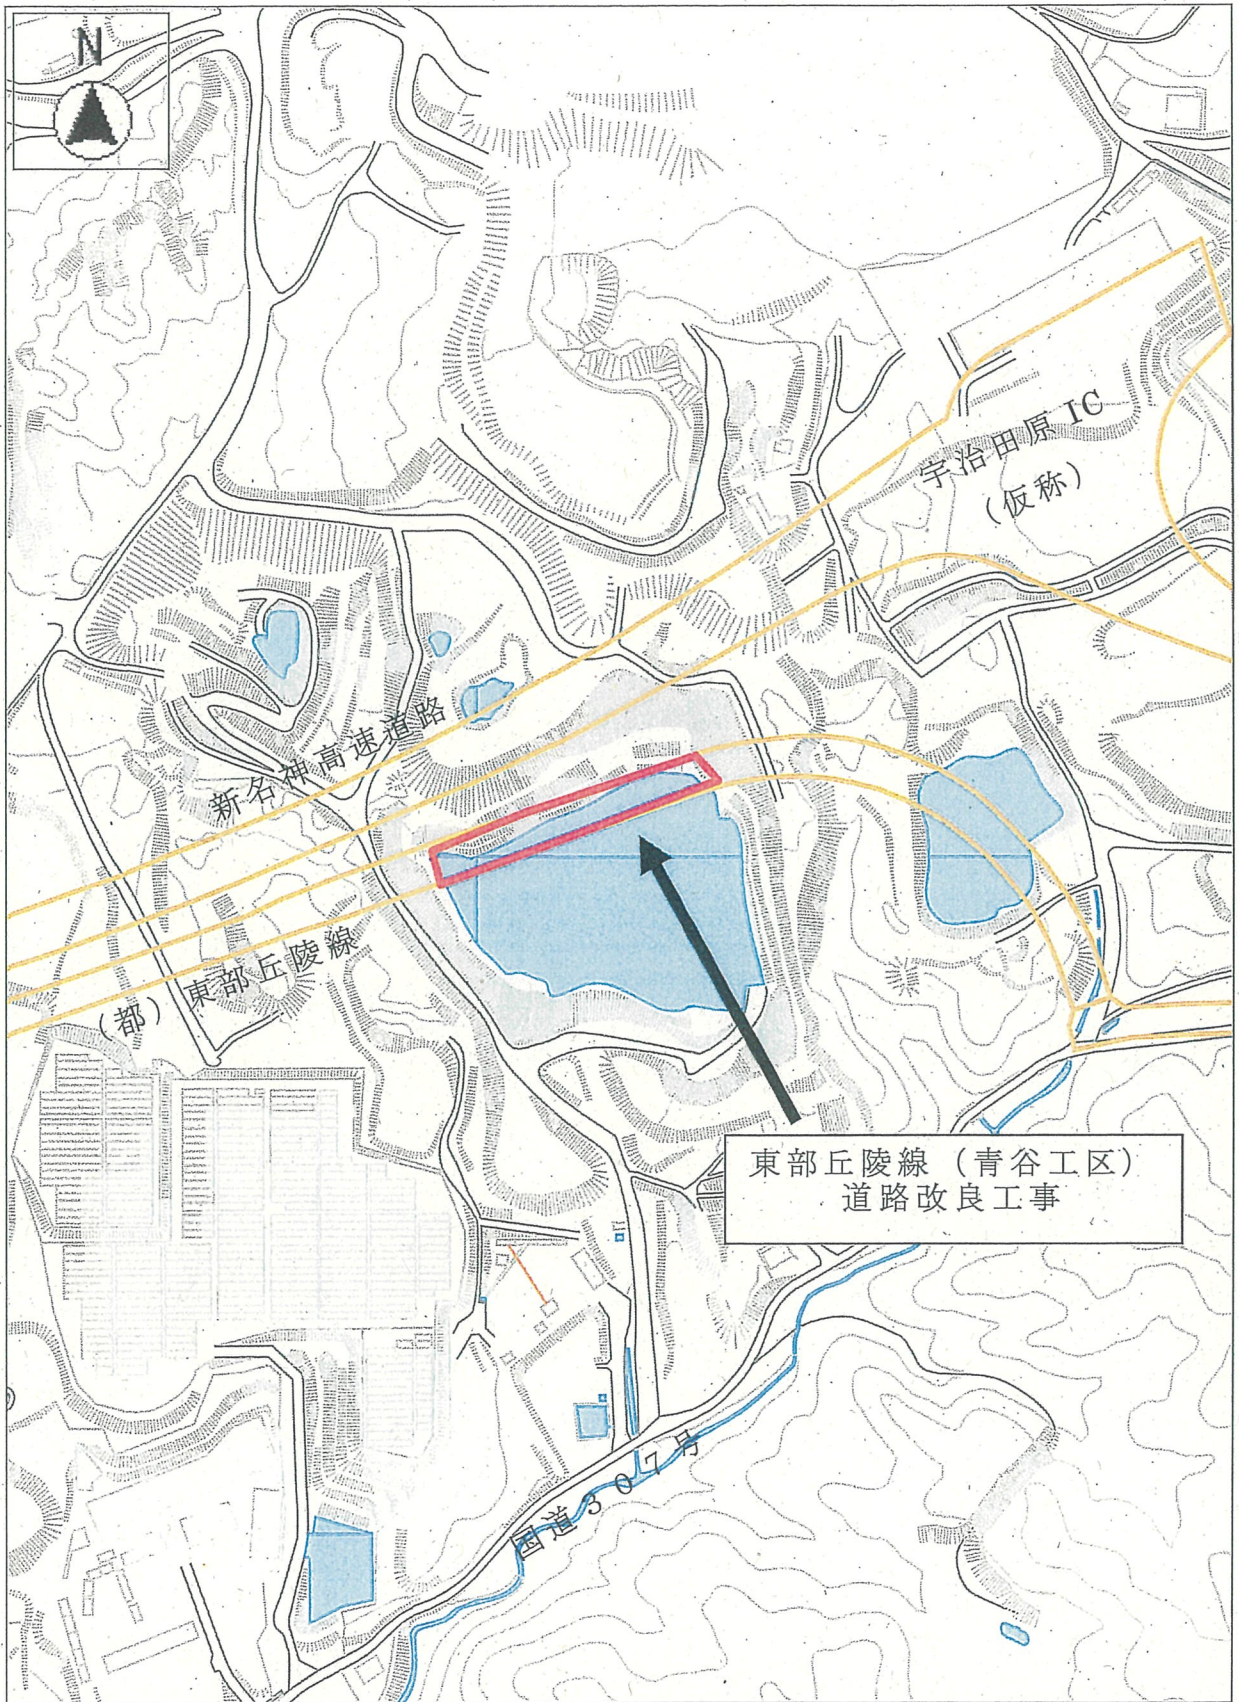 N
宇治田原IC
（仮称）
新名神高速道路
（都）東部丘陵線
東部丘陵線（青谷工区）
道路改良工事
国道307号